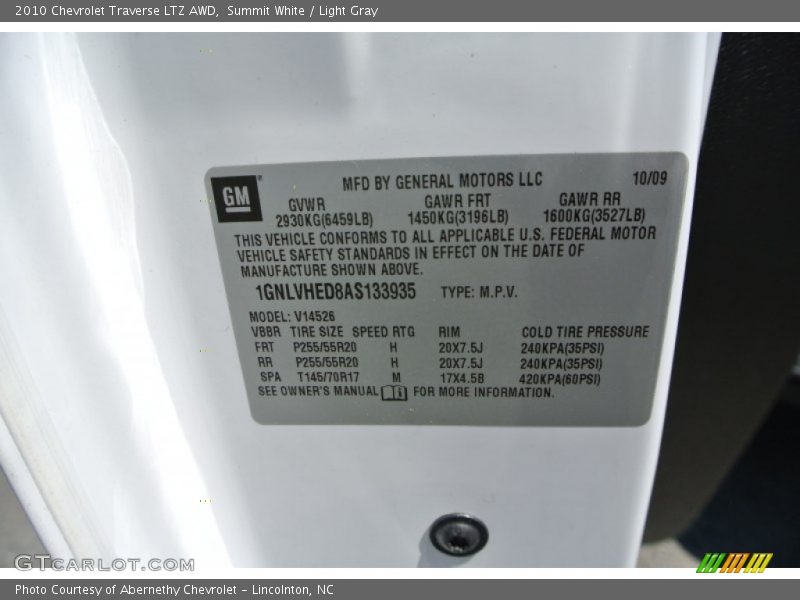 2010 Chevrolet Traverse LTZ AWD, Summit White / Light Gray
GM
MFD BY GENERAL MOTORS LLC 10/09
GVWR GAWR FRT GAWR RR
2930KG(6459LB) 1450KG(3196LB) 1600KG(3527LB)
THIS VEHICLE CONFORMS TO ALL APPLICABLE U.S. FEDERAL MOTOR
VEHICLE SAFETY STANDARDS IN EFFECT ON THE DATE OF
MANUFACTURE SHOWN ABOVE.
1GNLVHED8AS133935 TYPE: M.P.V.
MODEL: V14526
VBBR TIRE SIZE SPEED RTG RIM COLD TIRE PRESSURE
FRT P255/55R20 H 20X7.5J 240KPA(35PSI)
RR P255/55R20 H 20X7.5J 240KPA(35PSI)
SPA T145/70R17 M 17X4.5B 420KPA(60PSI)
SEE OWNER'S MANUAL FOR MORE INFORMATION.
GTcarlot.com
Photo Courtesy of Abernethy Chevrolet – Lincolnton, NC